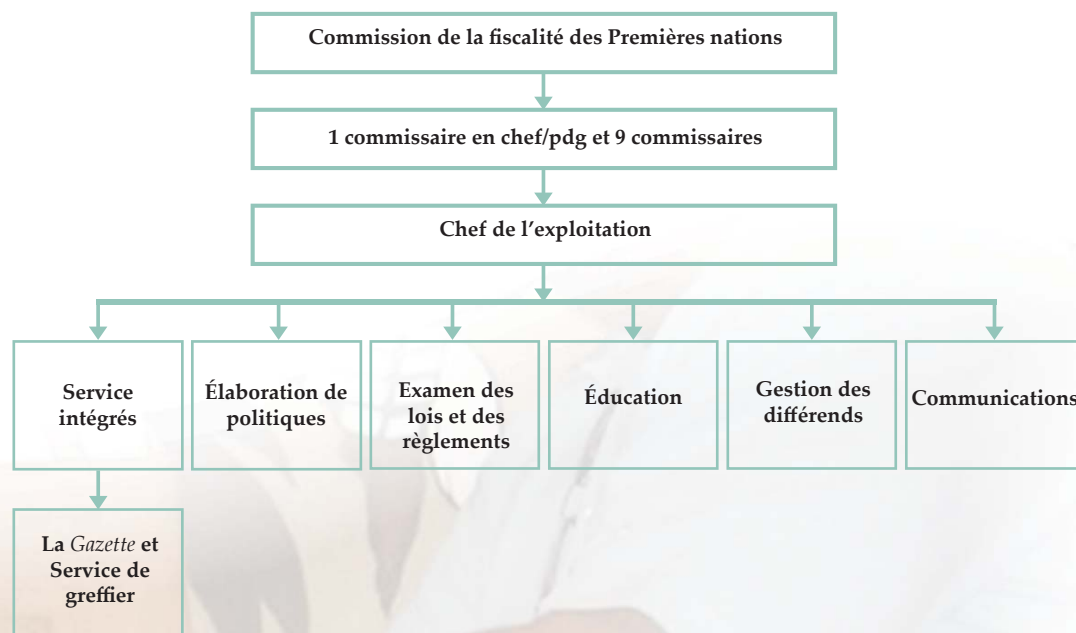 Commission de la fiscalité des Premières nations
1 commissaire en chef/pdg et 9 commissaires
Chef de l'exploitation
Service
intégrés
Élaboration de
politiques
Examen des
lois et des
règlements
Éducation
Gestion des
différends
Communications
La Gazette et
Service de
greffier